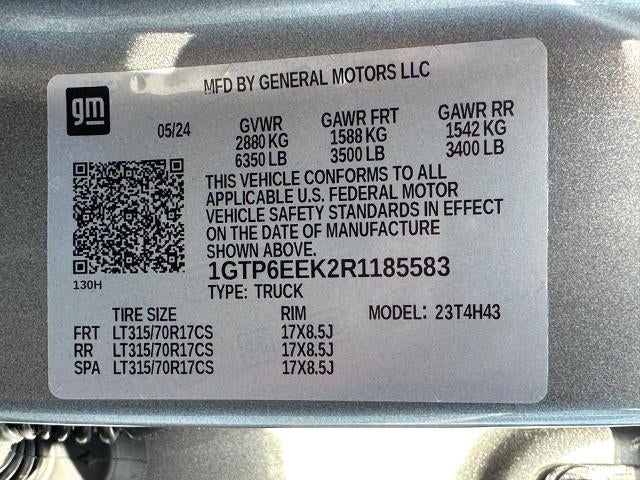 MFD BY GENERAL MOTORS LLC
gm
05/24
GVWR GAWR FRT GAWR RR
2880 KG 1588 KG 1542 KG
6350 LB 3500 LB 3400 LB
THIS VEHICLE CONFORMS TO ALL
APPLICABLE U.S. FEDERAL MOTOR
VEHICLE SAFETY STANDARDS IN EFFECT
ON THE DATE OF MANUFACTURE
SHOWN ABOVE.
1GTP6EEK2R1185583
130H
TYPE: TRUCK
TIRE SIZE RIM MODEL: 23T4H43
FRT LT315/70R17CS 17X8.5J
RR LT315/70R17CS 17X8.5J
SPA LT315/70R17CS 17X8.5J